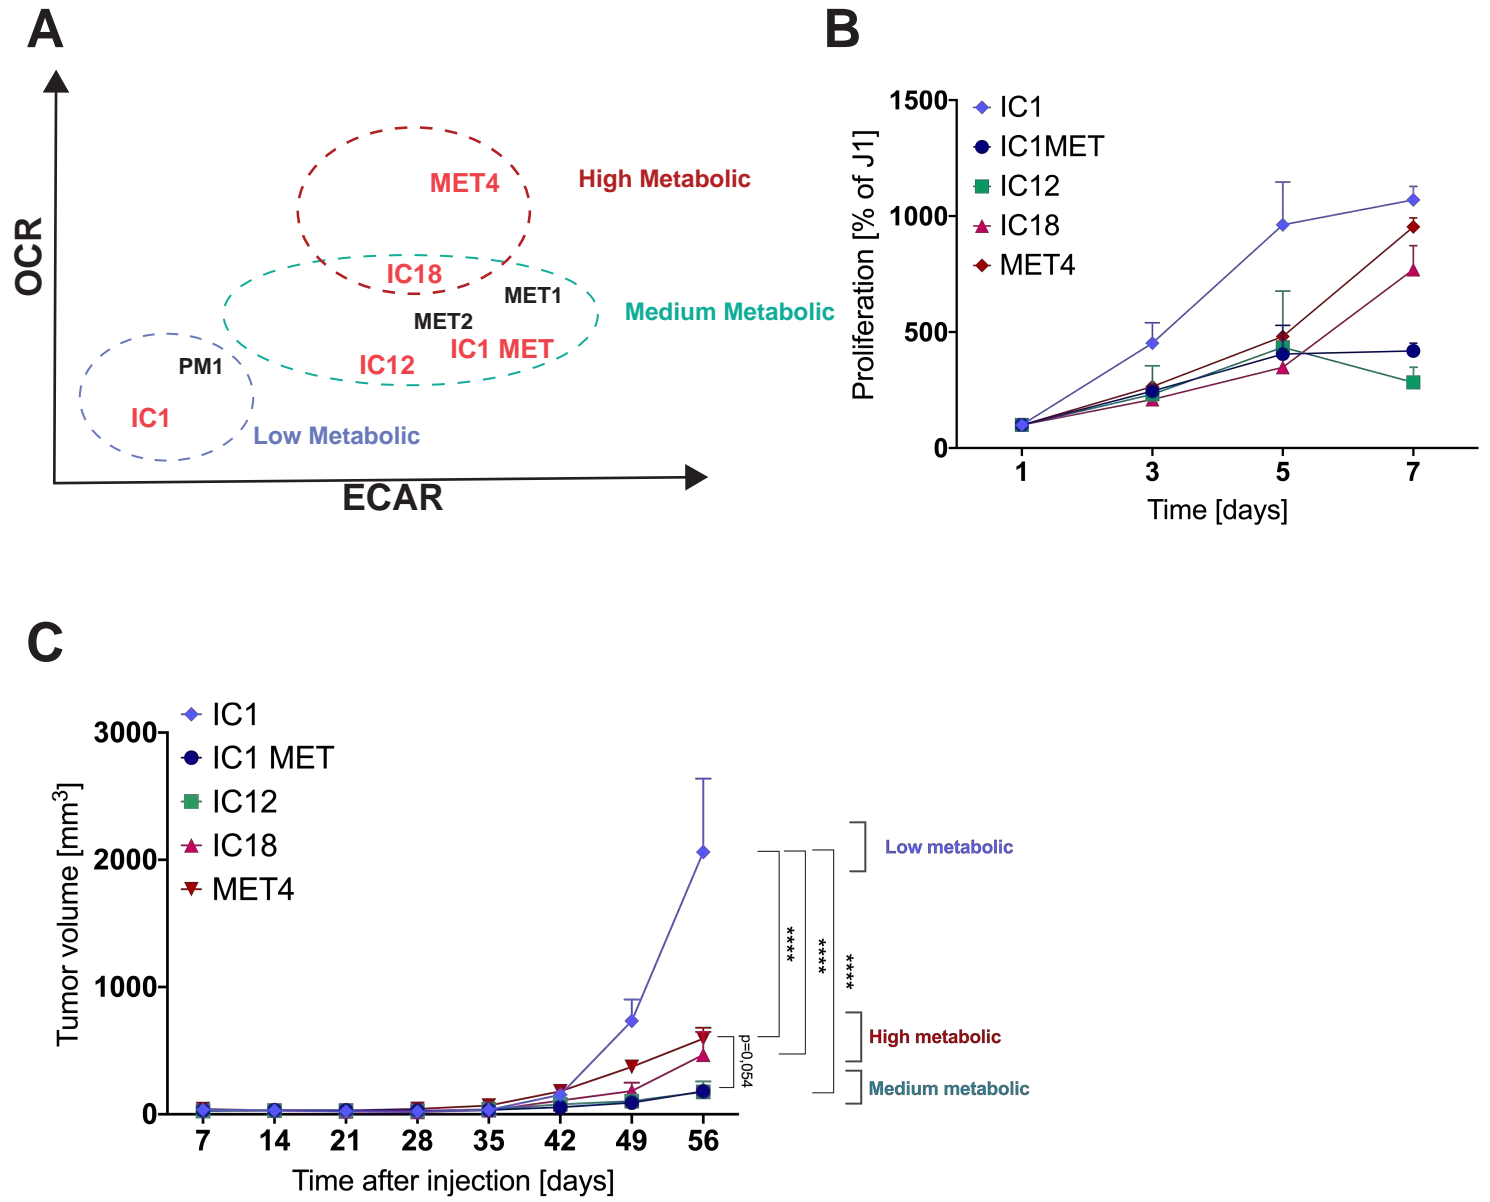 A
OCR
MET4
High Metabolic
IC18
MET1
MET2
Medium Metabolic
IC1 MET
IC12
PM1
IC1
Low Metabolic
ECAR
B
Proliferation [% of J1]
1500
1000
500
0
IC1
IC1MET
IC12
IC18
MET4
1 3 5 7
Time [days]
C
Tumor volume [mm³]
3000
2000
1000
0
IC1
IC1 MET
IC12
IC18
MET4
p=0,054
****
****
****
Low metabolic
High metabolic
Medium metabolic
7 14 21 28 35 42 49 56
Time after injection [days]